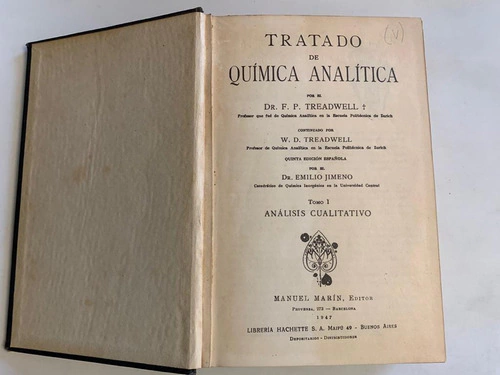 (V)
TRATADO
DE
QUÍMICA ANALÍTICA
POR EL
DR. F. P. TREADWELL †
Profesor que fué de Química Analítica en la Escuela Politécnica de Zurich
CONTINUADO POR
W. D. TREADWELL
Profesor de Química Analítica en la Escuela Politécnica de Zurich
QUINTA EDICIÓN ESPAÑOLA
POR EL
DR. EMILIO JIMENO
Catedrático de Química Inorgánica en la Universidad Central
TOMO I
ANÁLISIS CUALITATIVO
MANUEL MARÍN, EDITOR
PROVENZA, 273 — BARCELONA
1947
LIBRERÍA HACHETTE S. A. MAIPÚ 49 - BUENOS AIRES
DEPOSITARIOS - DISTRIBUIDORES